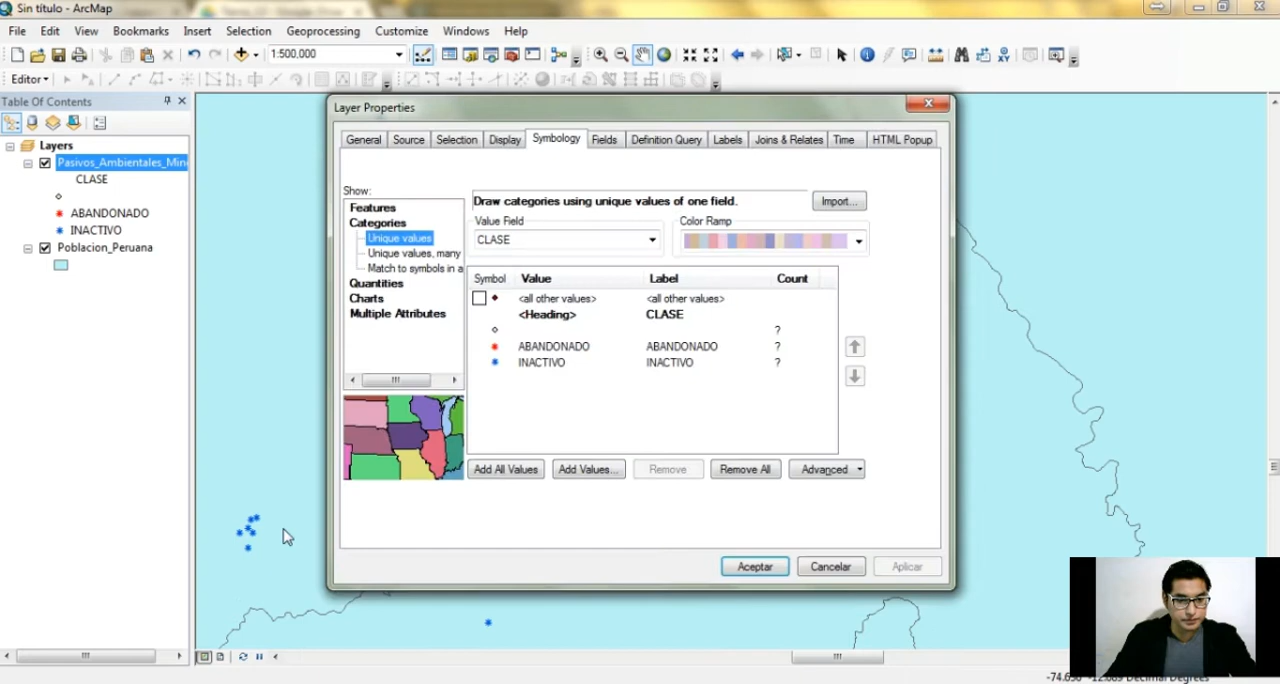 Sin título - ArcMap
File Edit View Bookmarks Insert Selection Geoprocessing Customize Windows Help
1:500,000
Editor
Table Of Contents
Layers
Pasivos_Ambientales_Mine
CLASE
ABANDONADO
INACTIVO
Poblacion_Peruana
Layer Properties
General Source Selection Display Symbology Fields Definition Query Labels Joins & Relates Time HTML Popup
Show:
Features
Categories
Unique values
Unique values, many
Match to symbols in a
Quantities
Charts
Multiple Attributes
Draw categories using unique values of one field.
Import...
Value Field
CLASE
Color Ramp
Symbol Value Label Count
<all other values> <all other values>
<Heading> CLASE
?
ABANDONADO ABANDONADO ?
INACTIVO INACTIVO ?
Add All Values Add Values... Remove Remove All Advanced
Aceptar Cancelar Aplicar
Decimal Degrees